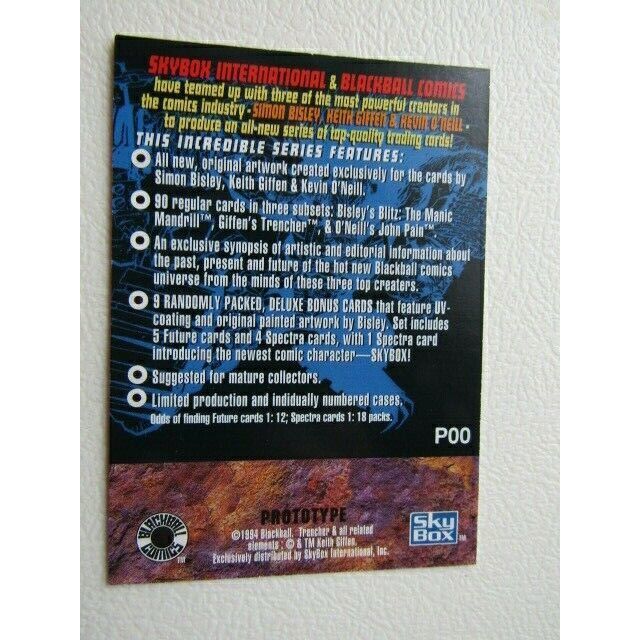 SKYBOX INTERNATIONAL & BLACKBALL COMICS
have teamed up with three of the most powerful creators in
the comics industry - SIMON BISLEY, KEITH GIFFEN & KEVIN O'NEILL -
to produce an all-new series of top-quality trading cards!
THIS INCREDIBLE SERIES FEATURES:
All new, original artwork created exclusively for the cards by
Simon Bisley, Keith Giffen & Kevin O'Neill.
90 regular cards in three subsets: Bisley's Blitz: The Manic
Mandrill™, Giffen's Trencher™, & O'Neill's John Pain™.
An exclusive synopsis of artistic and editorial information about
the past, present and future of the hot new Blackball comics
universe from the minds of these three top creaters.
9 RANDOMLY PACKED, DELUXE BONUS CARDS that feature UV-
coating and original painted artwork by Bisley. Set includes
5 Future cards and 4 Spectra cards, with 1 Spectra card
introducing the newest comic character—SKYBOX!
Suggested for mature collectors.
Limited production and indidually numbered cases.
Odds of finding Future cards 1: 12; Spectra cards 1: 18 packs.
P00
PROTOTYPE
©1994 Blackball. Trencher & all related
elements : © & TM Keith Giffen.
Exclusively distributed by SkyBox International, Inc.
BLACKBALL COMICS TM
SkyBox TM